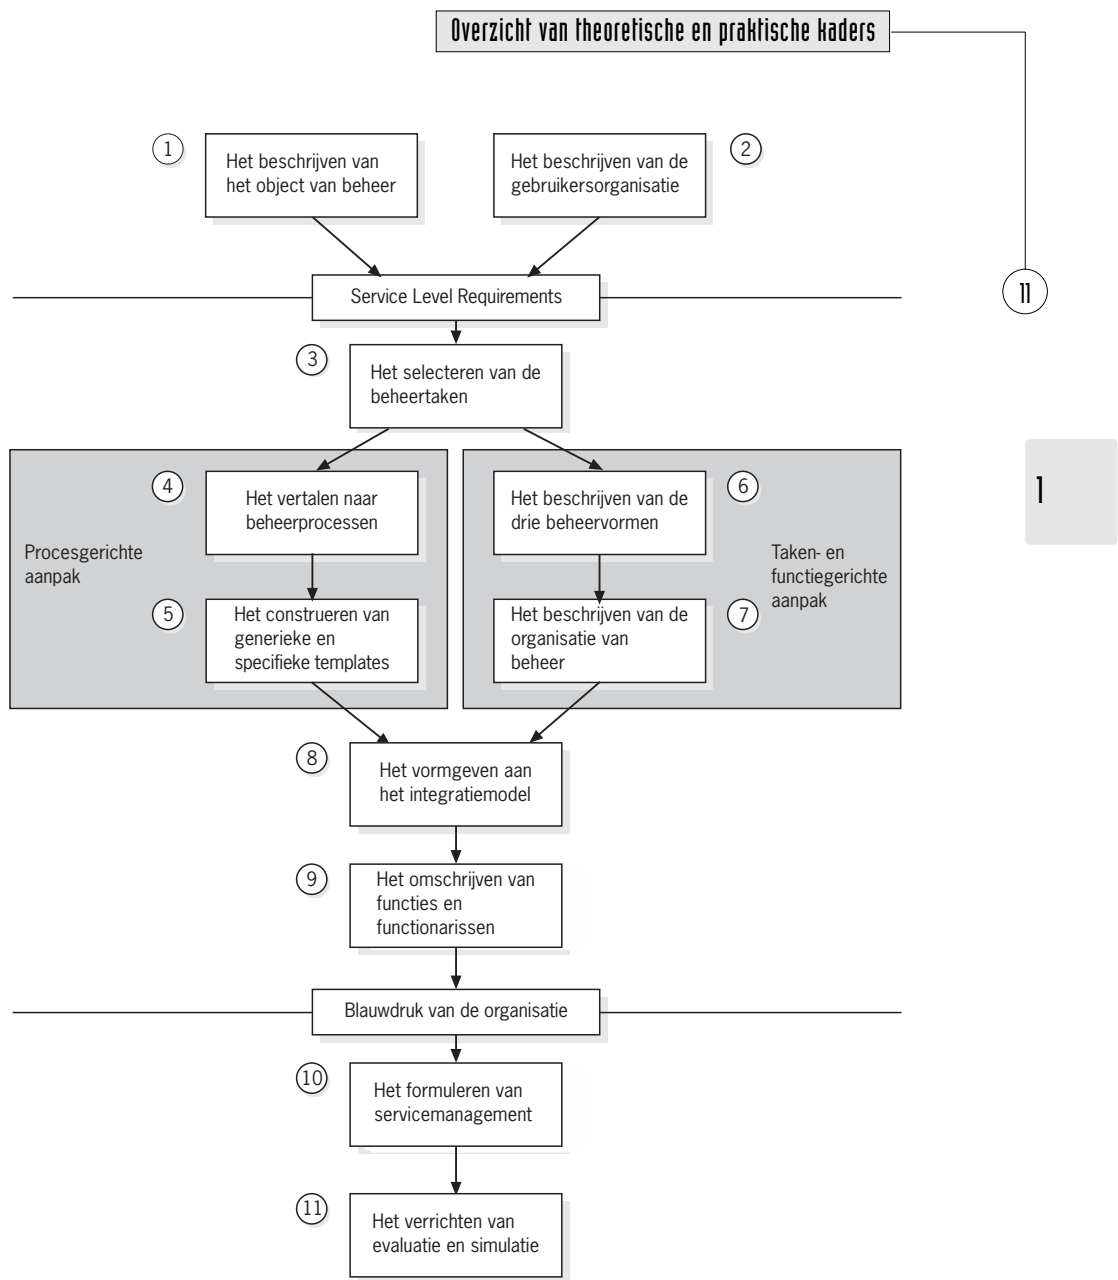 Overzicht van theoretische en praktische kaders
1
Het beschrijven van
het object van beheer
2
Het beschrijven van de
gebruikersorganisatie
Service Level Requirements
11
3
Het selecteren van de
beheertaken
1
Procesgerichte
aanpak
4
Het vertalen naar
beheerprocessen
5
Het construeren van
generieke en
specifieke templates
6
Het beschrijven van de
drie beheervormen
Taken- en
functiegerichte
aanpak
7
Het beschrijven van de
organisatie van
beheer
8
Het vormgeven aan
het integratiemodel
9
Het omschrijven van
functies en
functionarissen
Blauwdruk van de organisatie
10
Het formuleren van
servicemanagement
11
Het verrichten van
evaluatie en simulatie